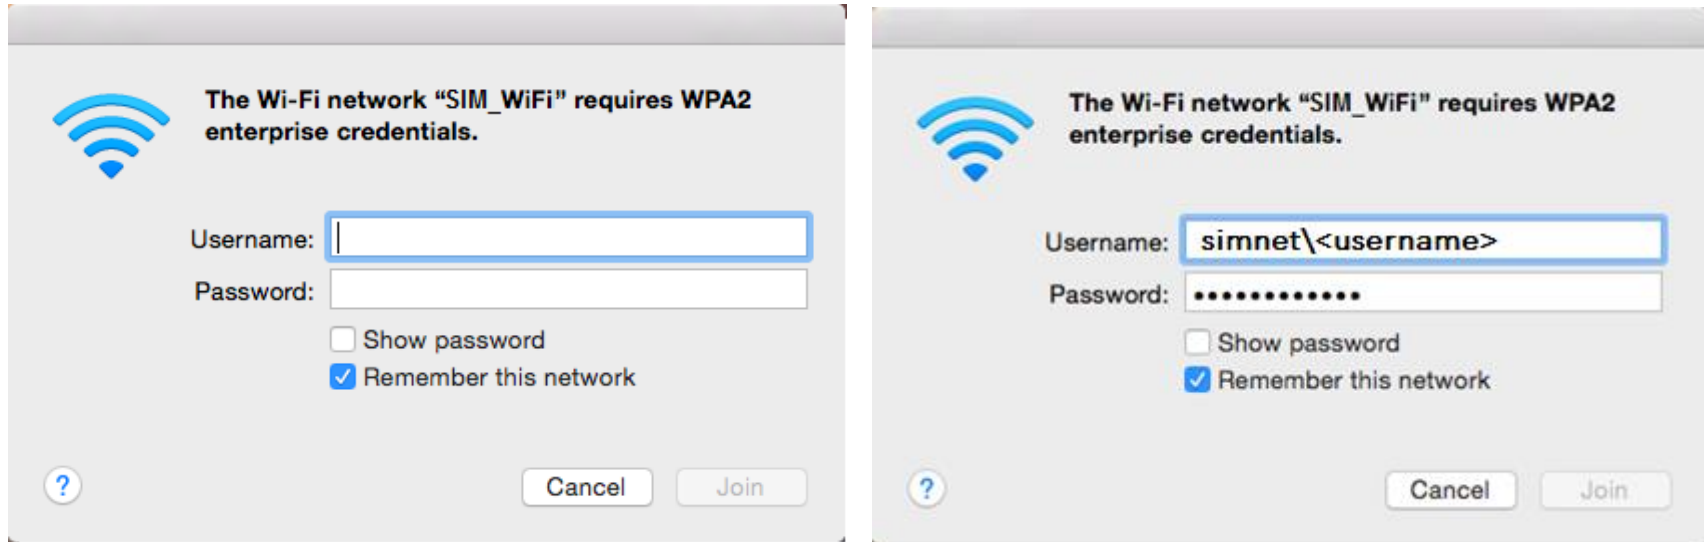 The Wi-Fi network “SIM_WiFi” requires WPA2
enterprise credentials.
Username:
Password:
Show password
Remember this network
?
Cancel
Join
The Wi-Fi network “SIM_WiFi” requires WPA2
enterprise credentials.
Username: simnet\<username>
Password: ••••••••••••
Show password
Remember this network
?
Cancel
Join